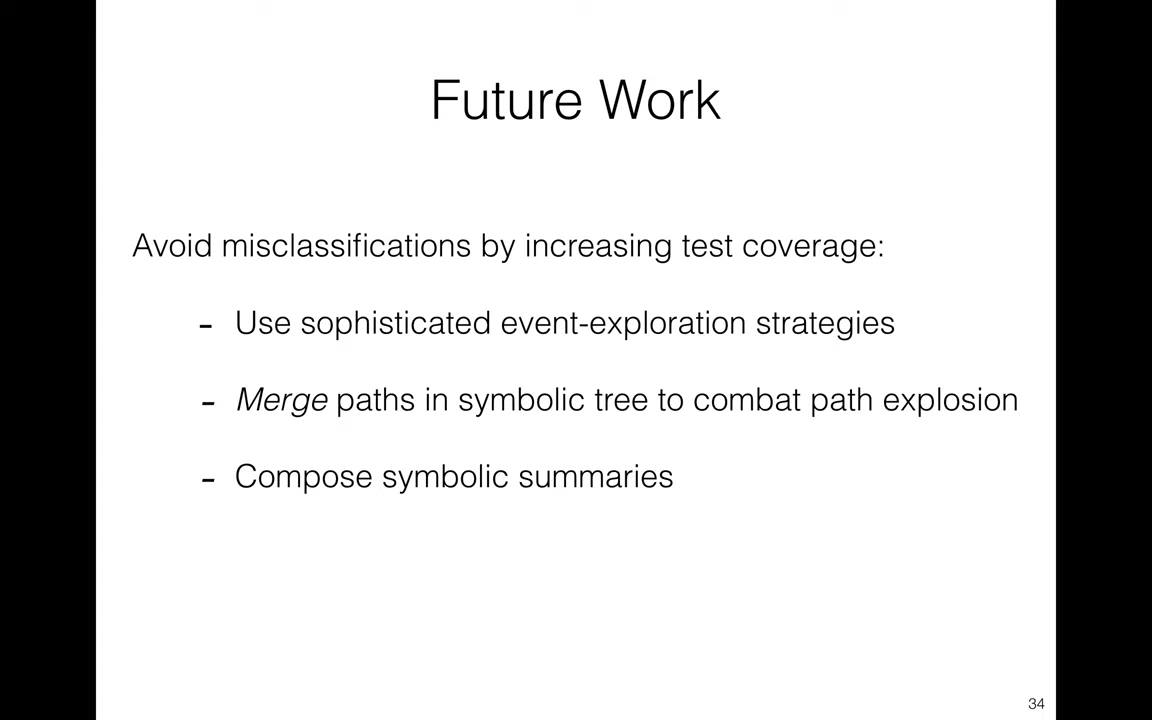 Future Work
Avoid misclassifications by increasing test coverage:
- Use sophisticated event-exploration strategies
- Merge paths in symbolic tree to combat path explosion
- Compose symbolic summaries
34